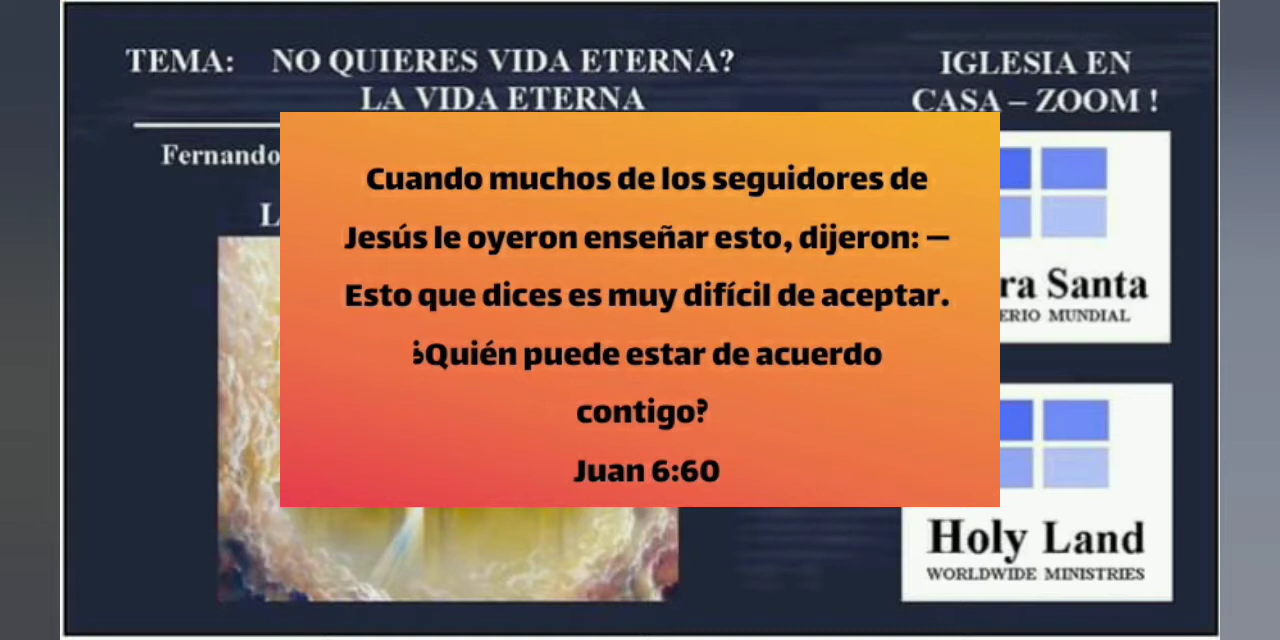 TEMA: NO QUIERES VIDA ETERNA?
LA VIDA ETERNA
IGLESIA EN
CASA – ZOOM !
Fernando
Cuando muchos de los seguidores de
Jesús le oyeron enseñar esto, dijeron: —
Esto que dices es muy difícil de aceptar.
¿Quién puede estar de acuerdo
contigo?
Juan 6:60
Santa
MUNDIAL
Holy Land
WORLDWIDE MINISTRIES